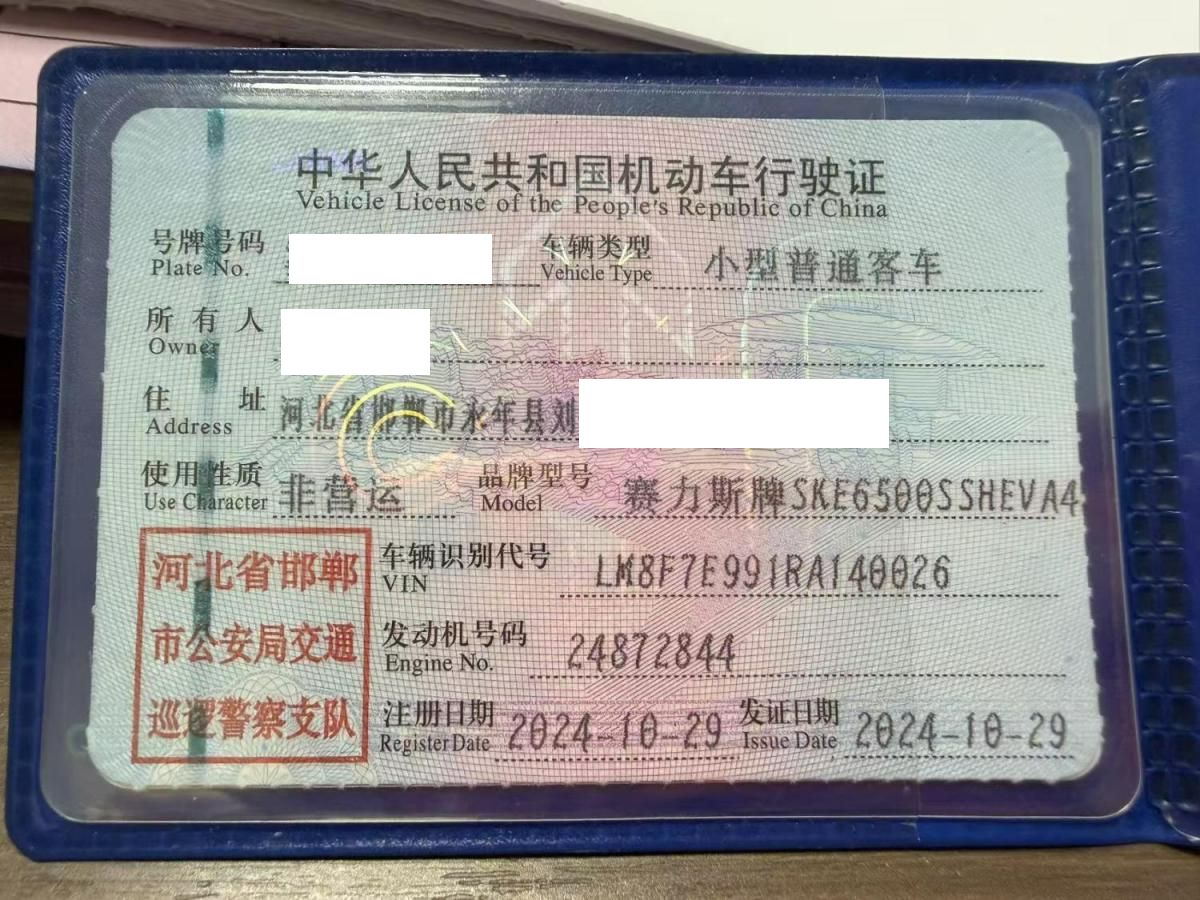 中华人民共和国机动车行驶证
Vehicle License of the People's Republic of China
号牌号码 车辆类型 小型普通客车
Plate No. Vehicle Type
所有人
Owner
住址 河北省邯郸市永年县刘
Address
使用性质 非营运 品牌型号 赛力斯牌SKE6500SSHEVA4
Use Character Model
河北省邯郸
市公安局交通
巡逻警察支队
车辆识别代号 LM8F7E991RA140026
VIN
发动机号码 24872844
Engine No.
注册日期 2024-10-29 发证日期 2024-10-29
Register Date Issue Date